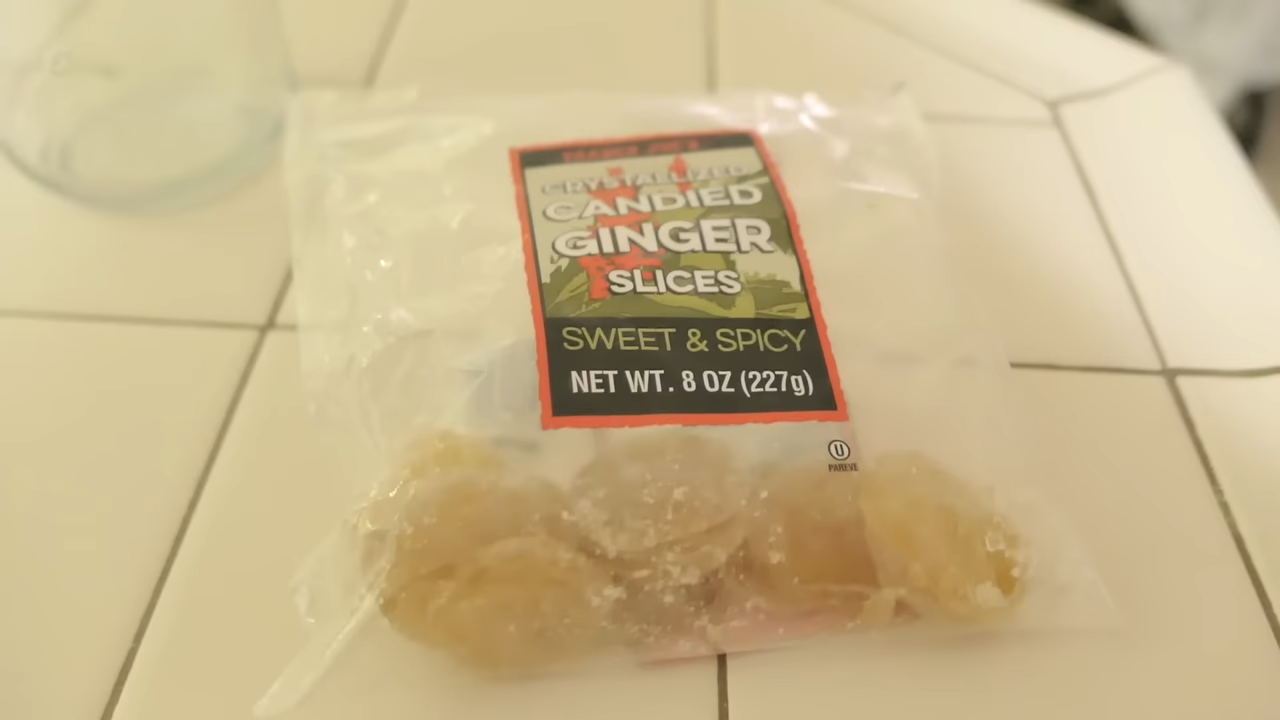 TRADER JOE'S
CRYSTALLIZED
CANDIED
GINGER
SLICES
SWEET & SPICY
NET WT. 8 OZ (227g)
U
PAREVE